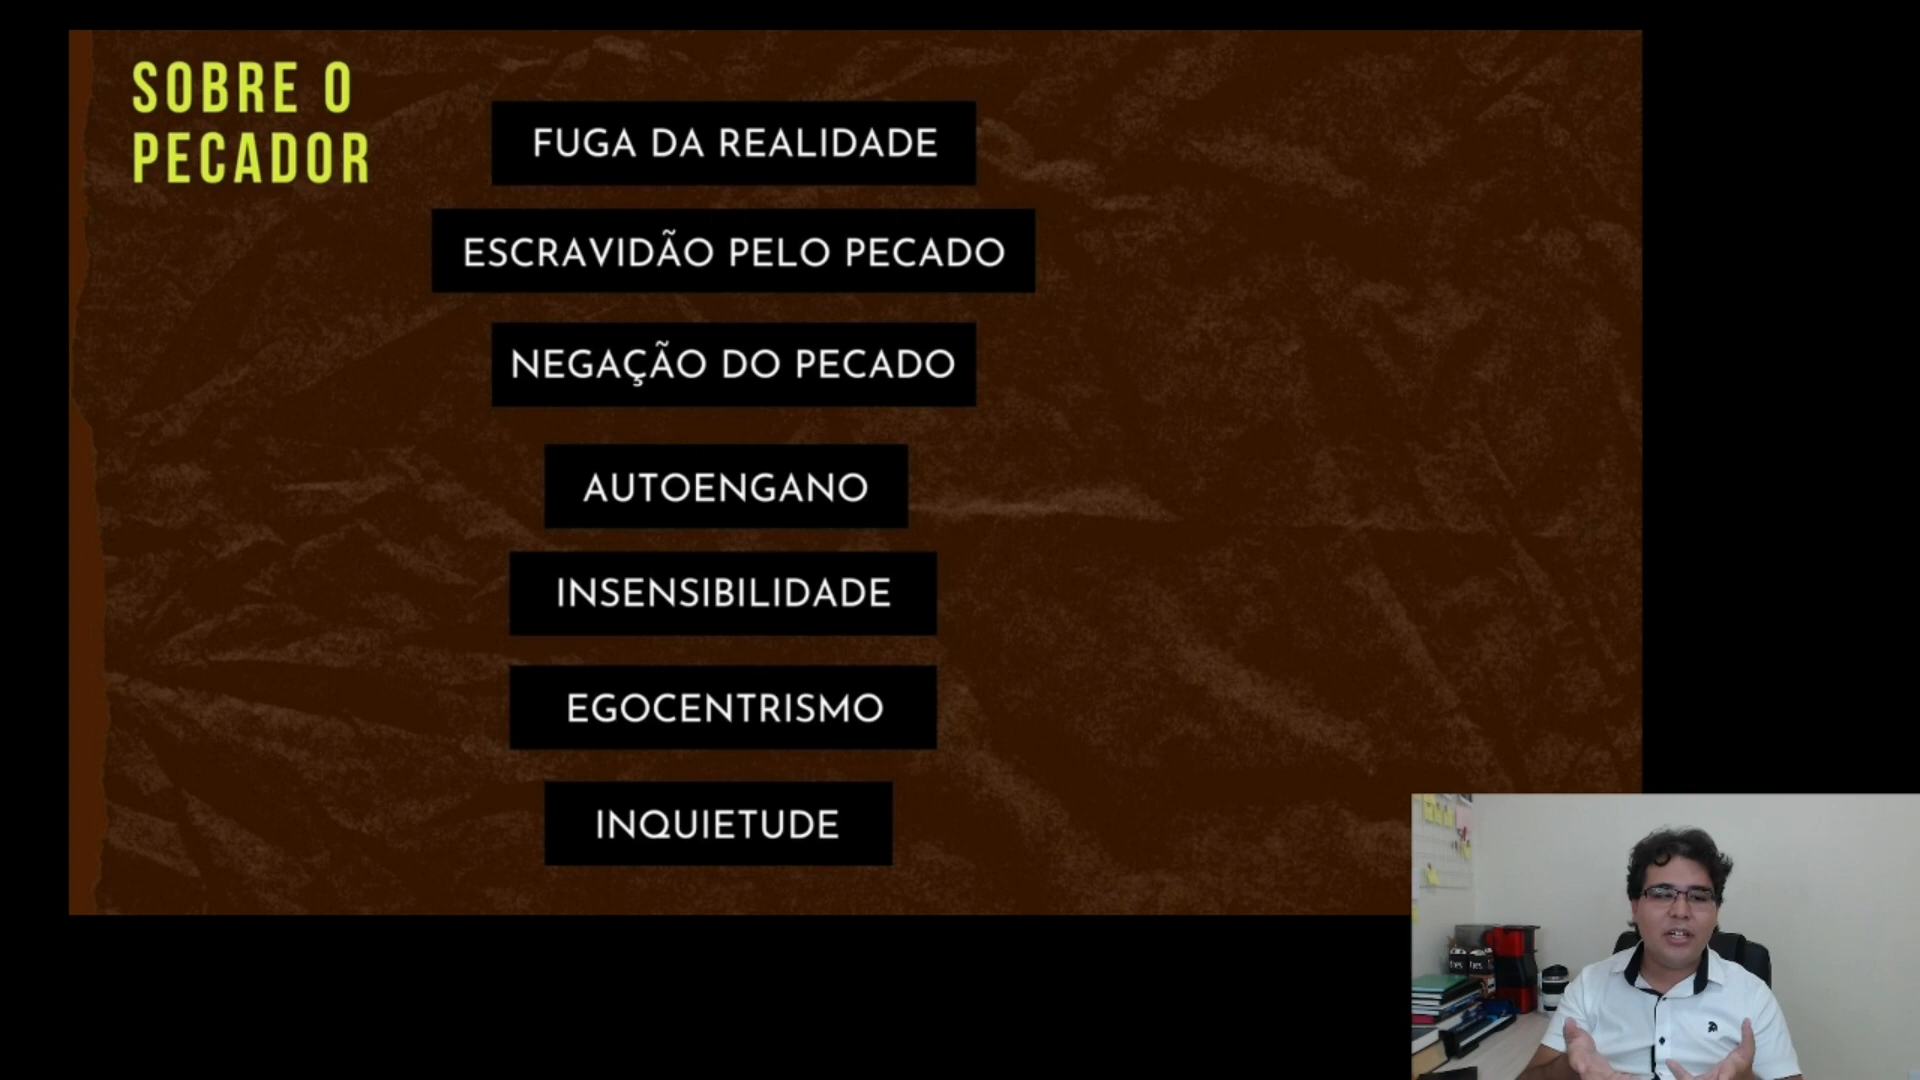 SOBRE O
PECADOR
FUGA DA REALIDADE
ESCRAVIDÃO PELO PECADO
NEGAÇÃO DO PECADO
AUTOENGANO
INSENSIBILIDADE
EGOCENTRISMO
INQUIETUDE